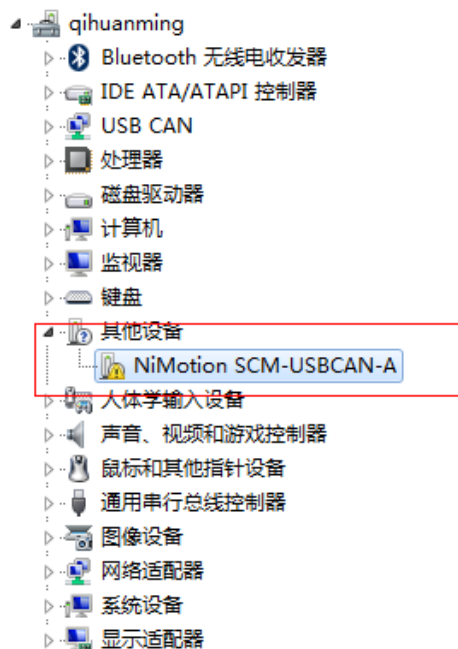 qihuanming
Bluetooth 无线电收发器
IDE ATA/ATAPI 控制器
USB CAN
处理器
磁盘驱动器
计算机
监视器
键盘
其他设备
NiMotion SCM-USBCAN-A
人体学输入设备
声音、视频和游戏控制器
鼠标和其他指针设备
通用串行总线控制器
图像设备
网络适配器
系统设备
显示适配器